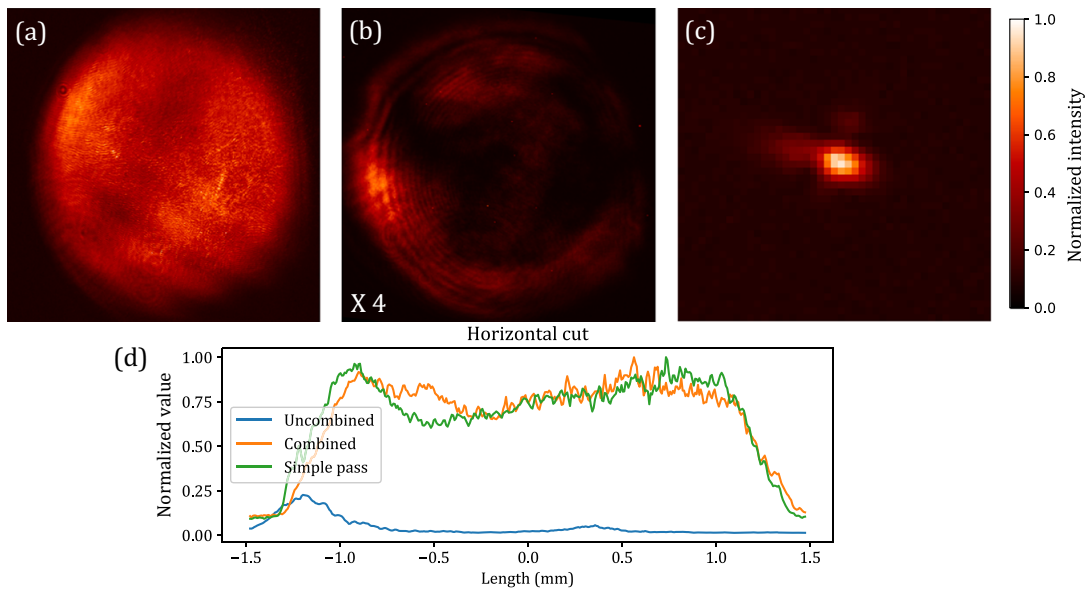 (a)
(b)
X 4
(c)
1.0
0.8
0.6
0.4
0.2
0.0
Normalized intensity
(d)
Horizontal cut
Normalized value
1.00
0.75
0.50
0.25
0.00
Uncombined
Combined
Simple pass
−1.5 −1.0 −0.5 0.0 0.5 1.0 1.5
Length (mm)